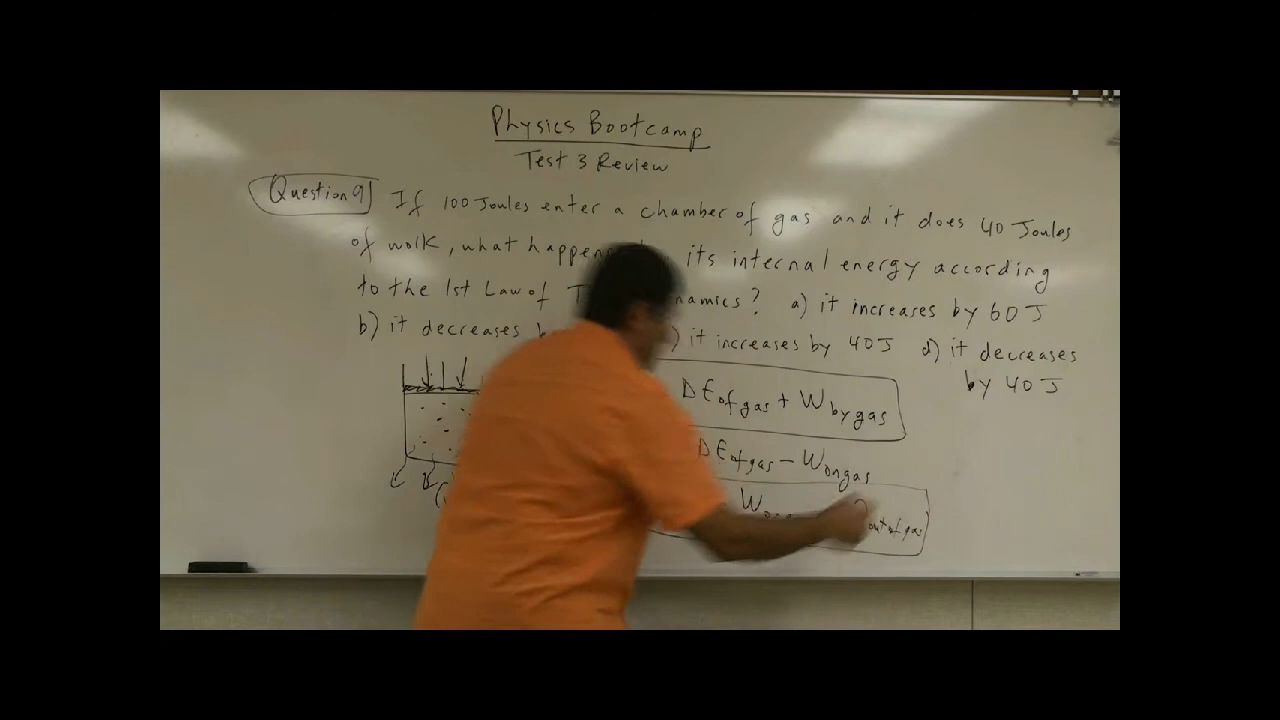 Physics Bootcamp
Test 3 Review
Question 9 If 100 Joules enter a chamber of gas and it does 40 Joules
of work, what happens its internal energy according
to the 1st Law of namics? a) it increases by 60 J
b) it decreases ) it increases by 40 J d) it decreases
by 40 J
ΔE of gas + W by gas
ΔE of gas - W on gas
W out of gas